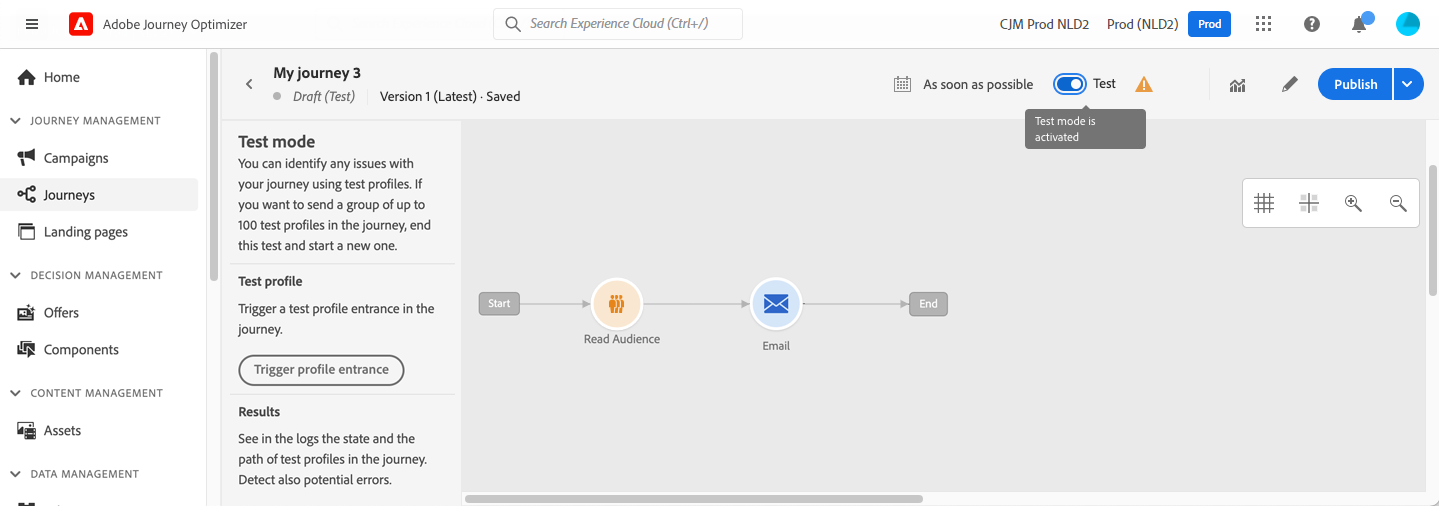 Adobe Journey Optimizer
Search Experience Cloud (Ctrl+/)
CJM Prod NLD2
Prod (NLD2)
Prod
Home
JOURNEY MANAGEMENT
Campaigns
Journeys
Landing pages
DECISION MANAGEMENT
Offers
Components
CONTENT MANAGEMENT
Assets
DATA MANAGEMENT
My journey 3
Draft (Test)
Version 1 (Latest) · Saved
As soon as possible
Test
Publish
Test mode is
activated
Test mode
You can identify any issues with
your journey using test profiles. If
you want to send a group of up to
100 test profiles in the journey, end
this test and start a new one.
Test profile
Trigger a test profile entrance in the
journey.
Trigger profile entrance
Results
See in the logs the state and the
path of test profiles in the journey.
Detect also potential errors.
Start
Read Audience
Email
End